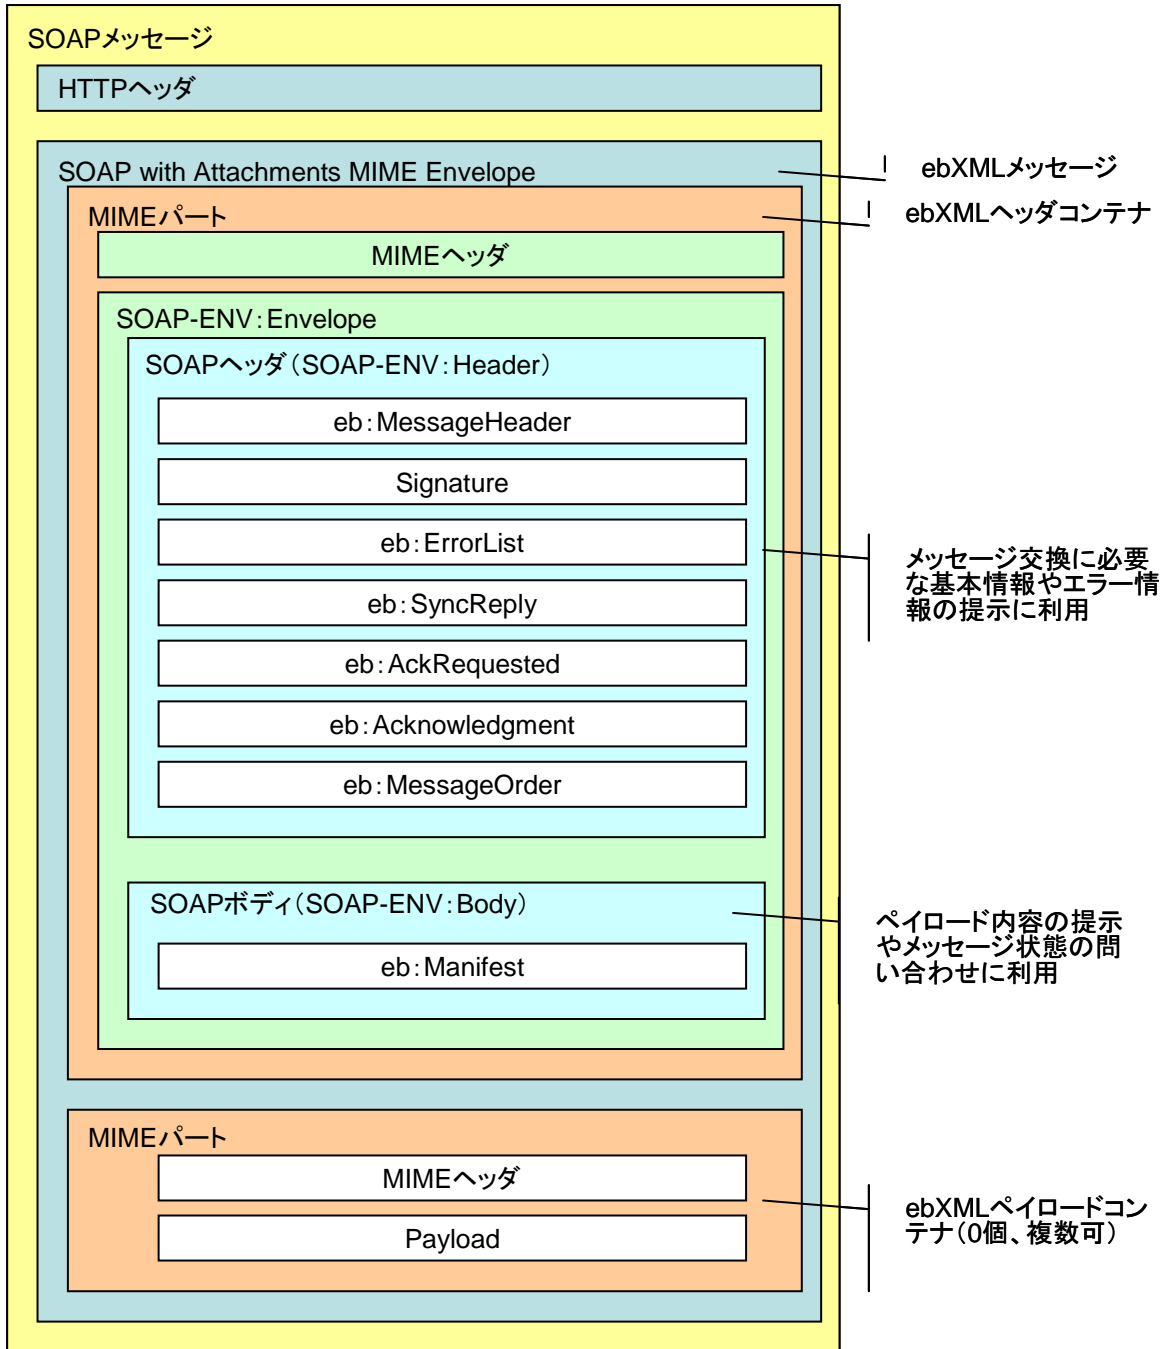 SOAPメッセージ
HTTPヘッダ
SOAP with Attachments MIME Envelope
ebXMLメッセージ
MIMEパート
ebXMLヘッダコンテナ
MIMEヘッダ
SOAP-ENV:Envelope
SOAPヘッダ(SOAP-ENV:Header)
eb:MessageHeader
Signature
eb:ErrorList
メッセージ交換に必要
な基本情報やエラー情
報の提示に利用
eb:SyncReply
eb:AckRequested
eb:Acknowledgment
eb:MessageOrder
SOAPボディ(SOAP-ENV:Body)
eb:Manifest
ペイロード内容の提示
やメッセージ状態の問
い合わせに利用
MIMEパート
MIMEヘッダ
Payload
ebXMLペイロードコン
テナ(0個、複数可)